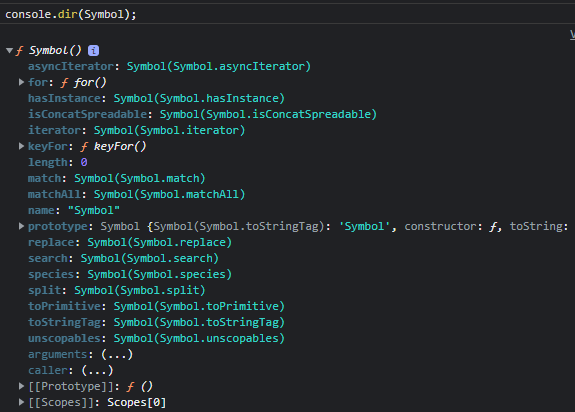 console.dir(Symbol);
ƒ Symbol() i
asyncIterator: Symbol(Symbol.asyncIterator)
for: ƒ for()
hasInstance: Symbol(Symbol.hasInstance)
isConcatSpreadable: Symbol(Symbol.isConcatSpreadable)
iterator: Symbol(Symbol.iterator)
keyFor: ƒ keyFor()
length: 0
match: Symbol(Symbol.match)
matchAll: Symbol(Symbol.matchAll)
name: "Symbol"
prototype: Symbol {Symbol(Symbol.toStringTag): 'Symbol', constructor: ƒ, toString:
replace: Symbol(Symbol.replace)
search: Symbol(Symbol.search)
species: Symbol(Symbol.species)
split: Symbol(Symbol.split)
toPrimitive: Symbol(Symbol.toPrimitive)
toStringTag: Symbol(Symbol.toStringTag)
unscopables: Symbol(Symbol.unscopables)
arguments: (...)
caller: (...)
[[Prototype]]: ƒ ()
[[Scopes]]: Scopes[0]